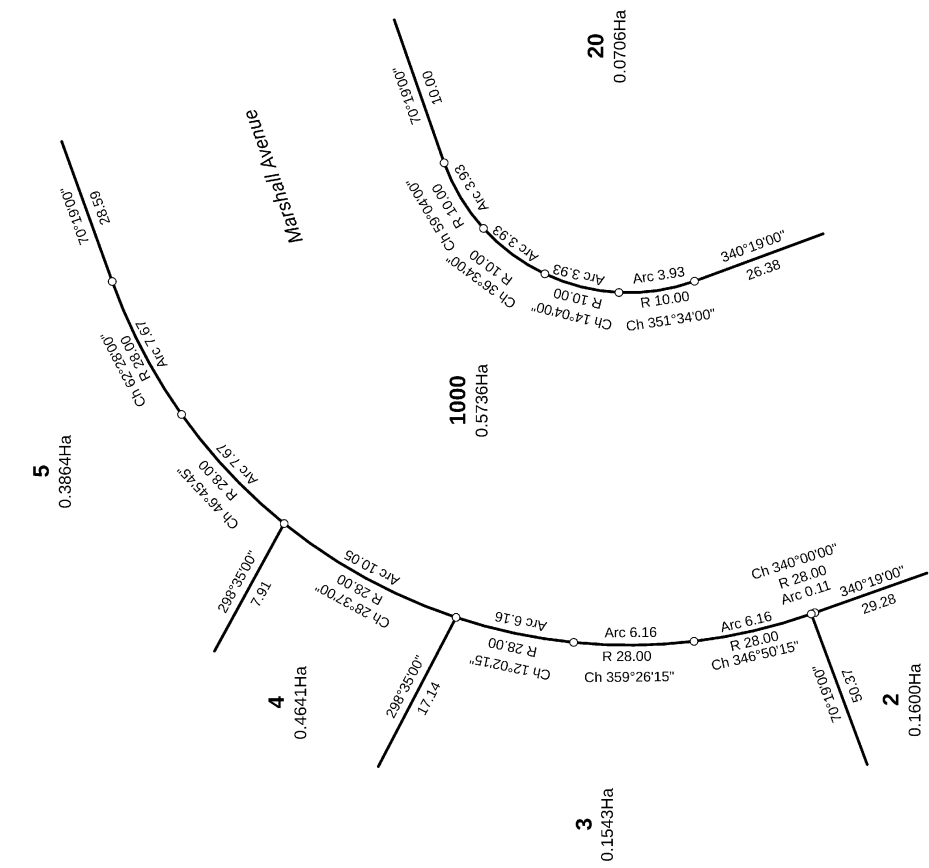 20
0.0706Ha
70°19'00"
10.00
Marshall Avenue
70°19'00"
28.59
Arc 3.93
R 10.00
Ch 59°04'00"
Arc 3.93
R 10.00
Ch 36°34'00"
Arc 3.93
R 10.00
Ch 14°04'00"
Arc 3.93
R 10.00
Ch 351°34'00"
340°19'00"
26.38
Arc 7.67
R 28.00
Ch 62°28'00"
1000
0.5736Ha
5
0.3864Ha
Arc 7.67
R 28.00
Ch 46°45'45"
298°35'00"
7.91
Arc 10.05
R 28.00
Ch 28°37'00"
Arc 6.16
R 28.00
Ch 12°02'15"
Arc 6.16
R 28.00
Ch 359°26'15"
Arc 6.16
R 28.00
Ch 346°50'15"
Ch 340°00'00"
R 28.00
Arc 0.11
340°19'00"
29.28
298°35'00"
17.14
70°19'00"
50.37
4
0.4641Ha
2
0.1600Ha
3
0.1543Ha